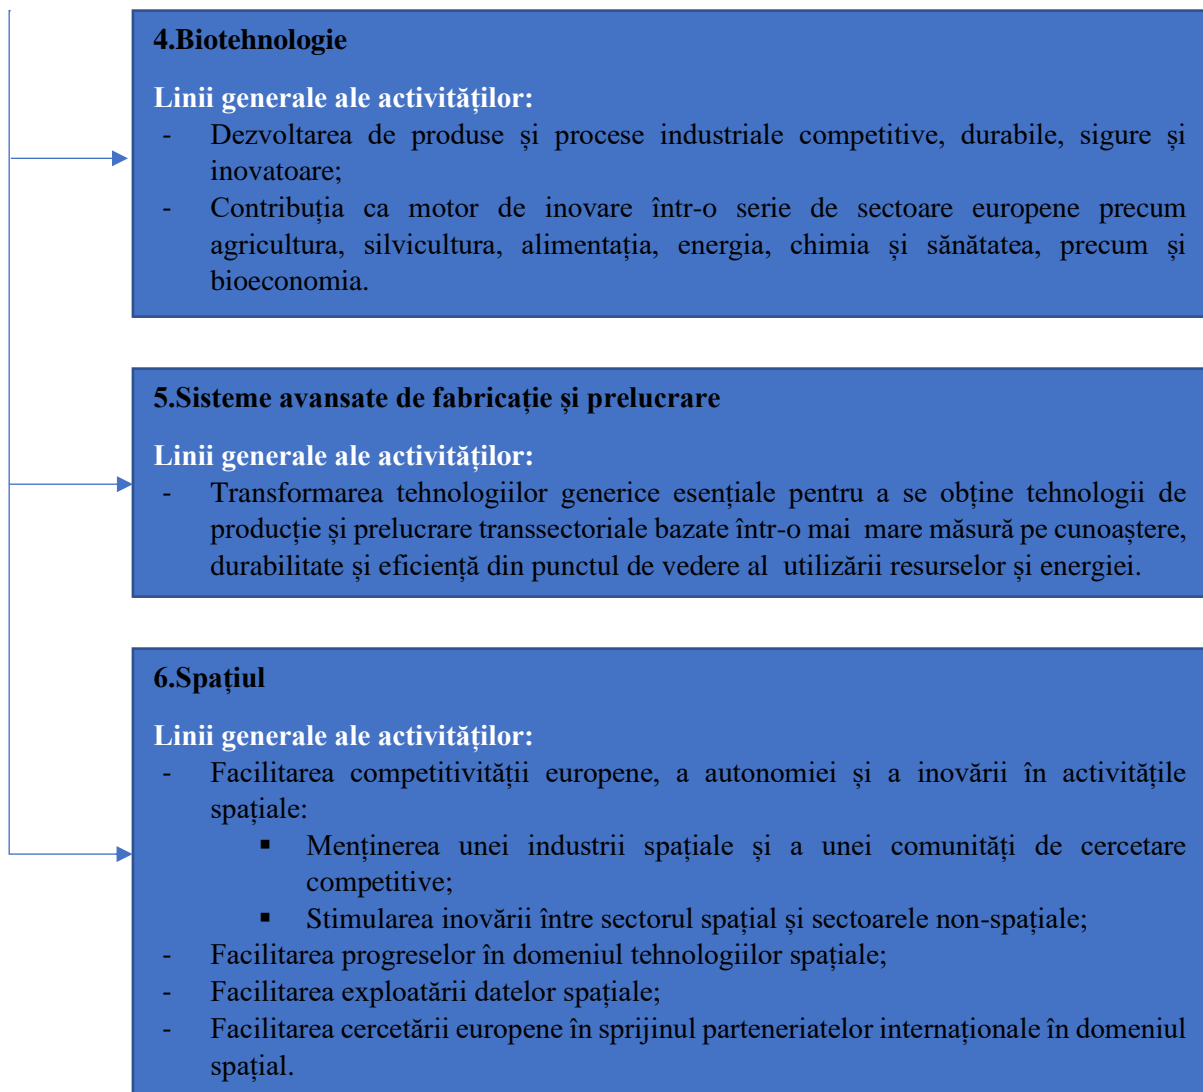 4.Biotehnologie
Linii generale ale activităților:
- Dezvoltarea de produse și procese industriale competitive, durabile, sigure și
inovatoare;
- Contribuția ca motor de inovare într-o serie de sectoare europene precum
agricultura, silvicultura, alimentația, energia, chimia și sănătatea, precum și
bioeconomia.
5.Sisteme avansate de fabricație și prelucrare
Linii generale ale activităților:
- Transformarea tehnologiilor generice esențiale pentru a se obține tehnologii de
producție și prelucrare transsectoriale bazate într-o mai mare măsură pe cunoaștere,
durabilitate și eficiență din punctul de vedere al utilizării resurselor și energiei.
6.Spațiul
Linii generale ale activităților:
- Facilitarea competitivității europene, a autonomiei și a inovării în activitățile
spațiale:
▪ Menținerea unei industrii spațiale și a unei comunități de cercetare
competitive;
▪ Stimularea inovării între sectorul spațial și sectoarele non-spațiale;
- Facilitarea progreselor în domeniul tehnologiilor spațiale;
- Facilitarea exploatării datelor spațiale;
- Facilitarea cercetării europene în sprijinul parteneriatelor internaționale în domeniul
spațial.